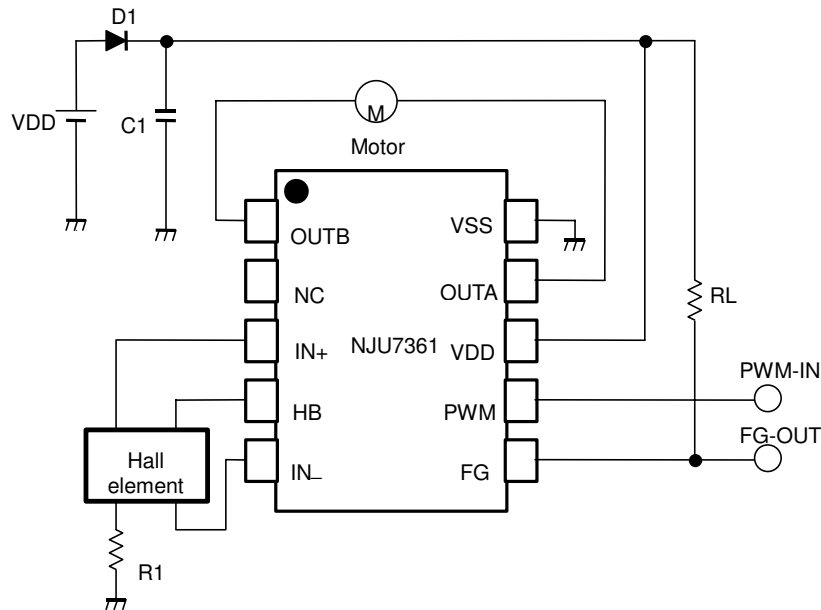 D1
VDD
C1
M
Motor
OUTB
VSS
NC
OUTA
RL
IN+
NJU7361
VDD
PWM-IN
HB
PWM
FG-OUT
Hall
element
IN–
FG
R1